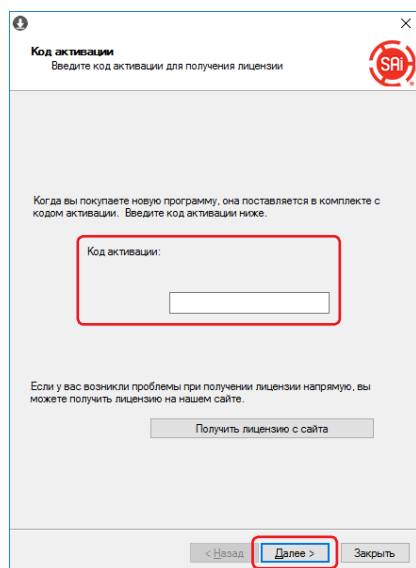 Код активации
Введите код активации для получения лицензии
SAi
Когда вы покупаете новую программу, она поставляется в комплекте с
кодом активации. Введите код активации ниже.
Код активации:
Если у вас возникли проблемы при получении лицензии напрямую, вы
можете получить лицензию на нашем сайте.
Получить лицензию с сайта
< Назад Далее > Закрыть